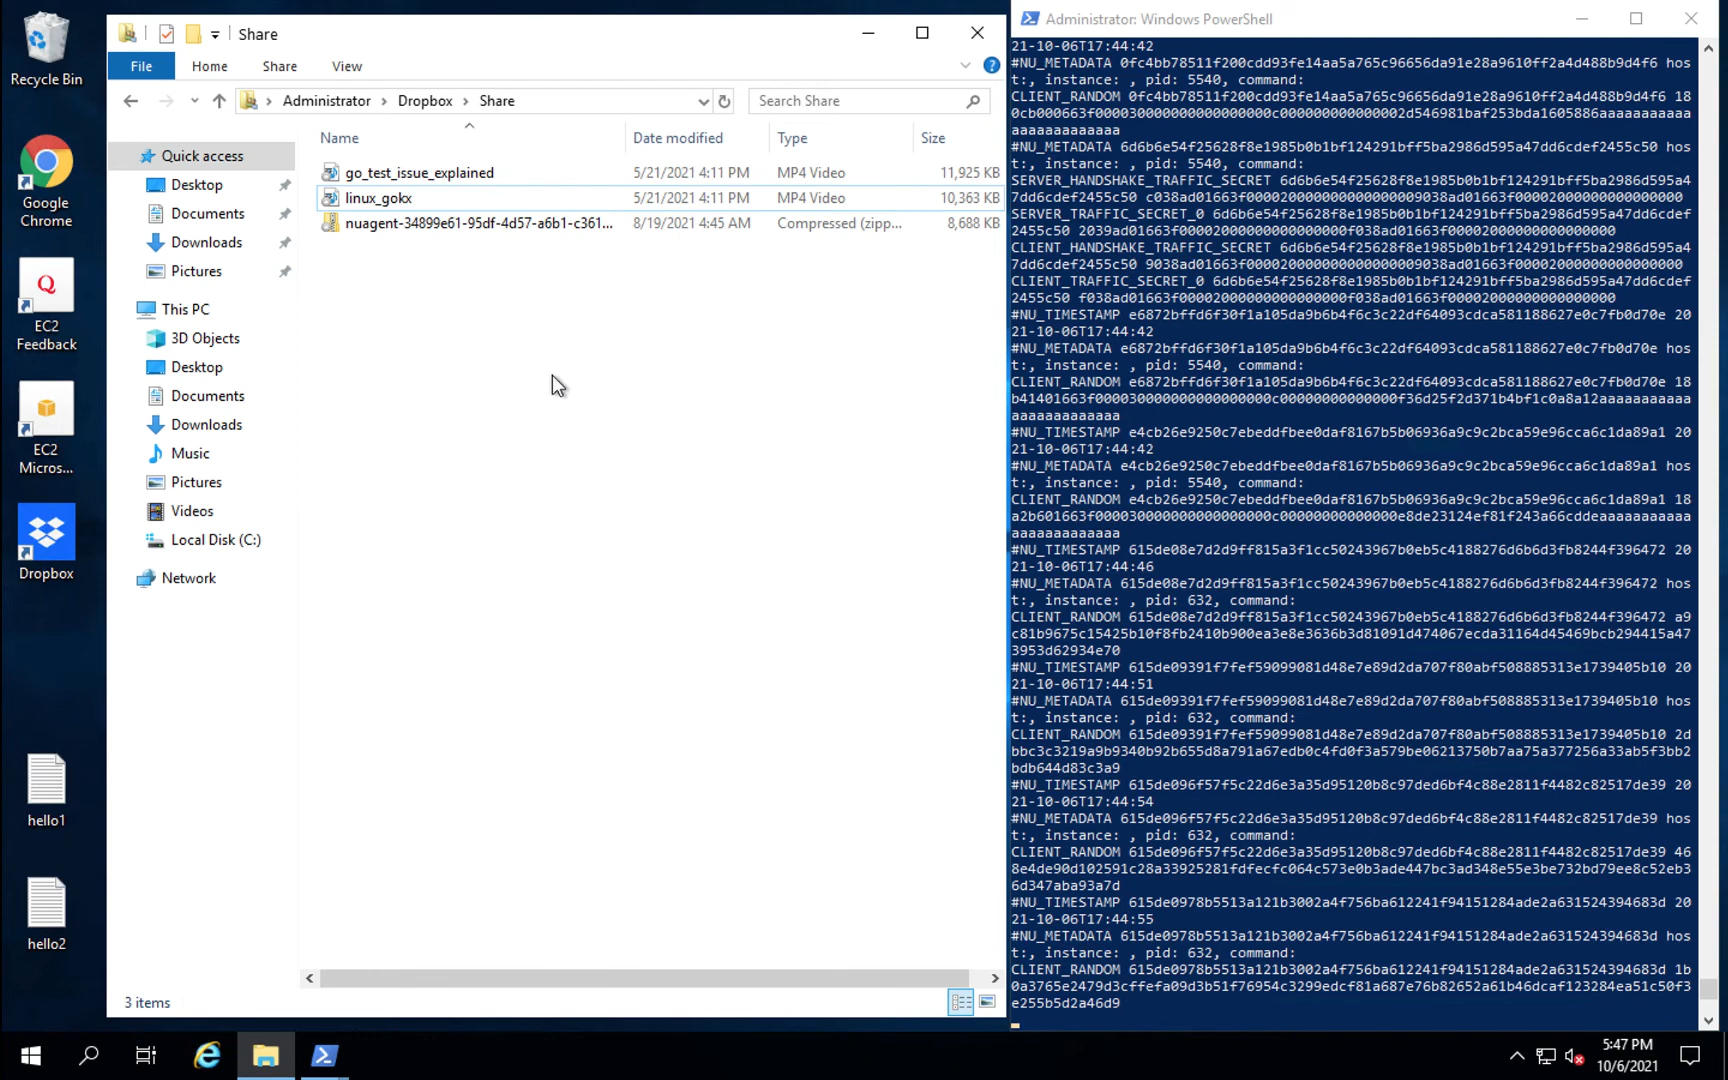 Recycle Bin
Google
Chrome
EC2
Feedback
EC2
Micros...
Dropbox
hello1
hello2
Share
File
Home
Share
View
Administrator
Dropbox
Share
Search Share
Name
Date modified
Type
Size
go_test_issue_explained
5/21/2021 4:11 PM
MP4 Video
11,925 KB
linux_gokx
5/21/2021 4:11 PM
MP4 Video
10,363 KB
nuagent-34899e61-95df-4d57-a6b1-c361...
8/19/2021 4:45 AM
Compressed (zipp...
8,688 KB
Quick access
Desktop
Documents
Downloads
Pictures
This PC
3D Objects
Desktop
Documents
Downloads
Music
Pictures
Videos
Local Disk (C:)
Network
3 items
Administrator: Windows PowerShell
21-10-06T17:44:42
#NU_METADATA 0fc4bb78511f200cdd93fe14aa5a765c96656da91e28a9610ff2a4d488b9d4f6 hos
t:, instance: , pid: 5540, command:
CLIENT_RANDOM 0fc4bb78511f200cdd93fe14aa5a765c96656da91e28a9610ff2a4d488b9d4f6 18
0cb000663f00003000000000000000c000000000000002d546981baf253bda1605886aaaaaaaaaaa
aaaaaaaaaaaaa
#NU_METADATA 6d6b6e54f25628f8e1985b0b1bf124291bff5ba2986d595a47dd6cdef2455c50 hos
t:, instance: , pid: 5540, command:
SERVER_HANDSHAKE_TRAFFIC_SECRET 6d6b6e54f25628f8e1985b0b1bf124291bff5ba2986d595a4
7dd6cdef2455c50 c038ad01663f00002000000000000000c038ad01663f00002000000000000000
SERVER_TRAFFIC_SECRET_0 6d6b6e54f25628f8e1985b0b1bf124291bff5ba2986d595a47dd6cdef
2455c50 2039ad01663f00002000000000000000f038ad01663f00002000000000000000
CLIENT_HANDSHAKE_TRAFFIC_SECRET 6d6b6e54f25628f8e1985b0b1bf124291bff5ba2986d595a4
7dd6cdef2455c50 9038ad01663f000020000000000000009038ad01663f00002000000000000000
CLIENT_TRAFFIC_SECRET_0 6d6b6e54f25628f8e1985b0b1bf124291bff5ba2986d595a47dd6cdef
2455c50 f038ad01663f00002000000000000000f038ad01663f00002000000000000000
#NU_TIMESTAMP e6872bffd6f30f1a105da9b6b4f6c3c22df64093cdca581188627e0c7fb0d70e 20
21-10-06T17:44:42
#NU_METADATA e6872bffd6f30f1a105da9b6b4f6c3c22df64093cdca581188627e0c7fb0d70e hos
t:, instance: , pid: 5540, command:
CLIENT_RANDOM e6872bffd6f30f1a105da9b6b4f6c3c22df64093cdca581188627e0c7fb0d70e 18
b41401663f00003000000000000000c00000000000000f36d25f2d371b4bf1c0a8a12aaaaaaaaaaaa
aaaaaaaaaaaaa
#NU_TIMESTAMP e4cb26e9250c7ebeddfbee0daf8167b5b06936a9c9c2bca59e96cca6c1da89a1 20
21-10-06T17:44:42
#NU_METADATA e4cb26e9250c7ebeddfbee0daf8167b5b06936a9c9c2bca59e96cca6c1da89a1 hos
t:, instance: , pid: 5540, command:
CLIENT_RANDOM e4cb26e9250c7ebeddfbee0daf8167b5b06936a9c9c2bca59e96cca6c1da89a1 18
a2b601663f00003000000000000000c00000000000000e8de23124ef81f243a66cddeaaaaaaaaaaaa
aaaaaaaaaaaaa
#NU_TIMESTAMP 615de08e7d2d9ff815a3f1cc50243967b0eb5c4188276d6b6d3fb8244f396472 20
21-10-06T17:44:46
#NU_METADATA 615de08e7d2d9ff815a3f1cc50243967b0eb5c4188276d6b6d3fb8244f396472 hos
t:, instance: , pid: 632, command:
CLIENT_RANDOM 615de08e7d2d9ff815a3f1cc50243967b0eb5c4188276d6b6d3fb8244f396472 a9
c81b9675c15425b10f8fb2410b900ea3e8e3636b3d81091d474067ecda31164d45469bcb294415a47
3953d62934e70
#NU_TIMESTAMP 615de09391f7fef59099081d48e7e89d2da707f80abf508885313e1739405b10 20
21-10-06T17:44:51
#NU_METADATA 615de09391f7fef59099081d48e7e89d2da707f80abf508885313e1739405b10 hos
t:, instance: , pid: 632, command:
CLIENT_RANDOM 615de09391f7fef59099081d48e7e89d2da707f80abf508885313e1739405b10 2d
bbc3c3219a9b9340b92b655d8a791a67edb0c4fd0f3a579be06213750b7aa75a377256a33ab5f3bb2
bdb644d83c3a9
#NU_TIMESTAMP 615de096f57f5c22d6e3a35d95120b8c97ded6bf4c88e2811f4482c82517de39 20
21-10-06T17:44:54
#NU_METADATA 615de096f57f5c22d6e3a35d95120b8c97ded6bf4c88e2811f4482c82517de39 hos
t:, instance: , pid: 632, command:
CLIENT_RANDOM 615de096f57f5c22d6e3a35d95120b8c97ded6bf4c88e2811f4482c82517de39 46
8e4de90d102591c28a33925281fdfecfc064c573e0b3ade447bc3ad348e55e3be732bd79ee8c52eb3
6d347aba93a7d
#NU_TIMESTAMP 615de0978b5513a121b3002a4f756ba612241f94151284ade2a631524394683d 20
21-10-06T17:44:55
#NU_METADATA 615de0978b5513a121b3002a4f756ba612241f94151284ade2a631524394683d hos
t:, instance: , pid: 632, command:
CLIENT_RANDOM 615de0978b5513a121b3002a4f756ba612241f94151284ade2a631524394683d 1b
0a3765e2479d3cffefa09d3b51f76954c3299edcf81a687e76b82652a61b46dcaf123284ea51c50f3
e255b5d2a46d9
5:47 PM
10/6/2021